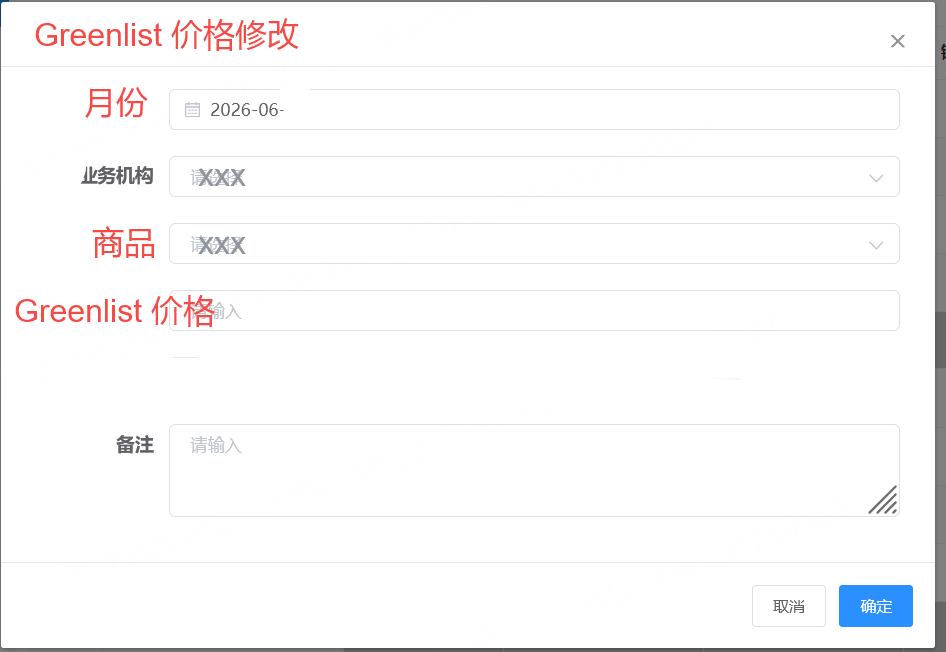 Greenlist 价格修改
月份
2026-06-
业务机构
XXX
商品
XXX
Greenlist 价格
请输入
备注
请输入
取消
确定